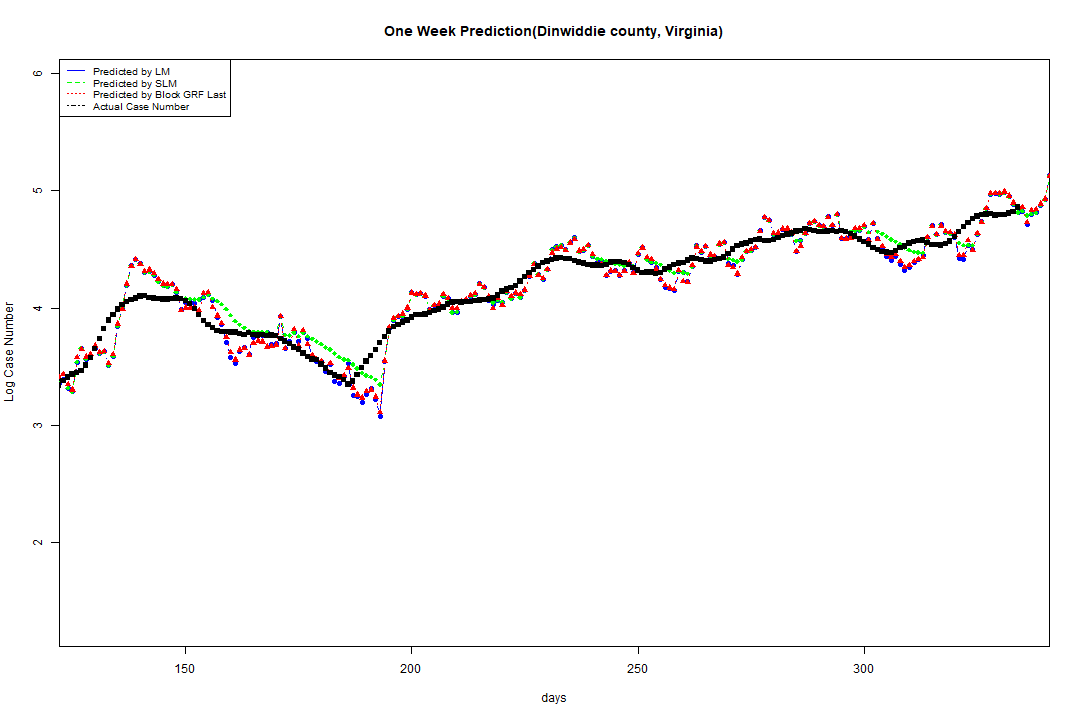 One Week Prediction(Dinwiddie county, Virginia)
Predicted by LM
Predicted by SLM
Predicted by Block GRF Last
Actual Case Number
6
5
4
3
2
Log Case Number
150 200 250 300
days